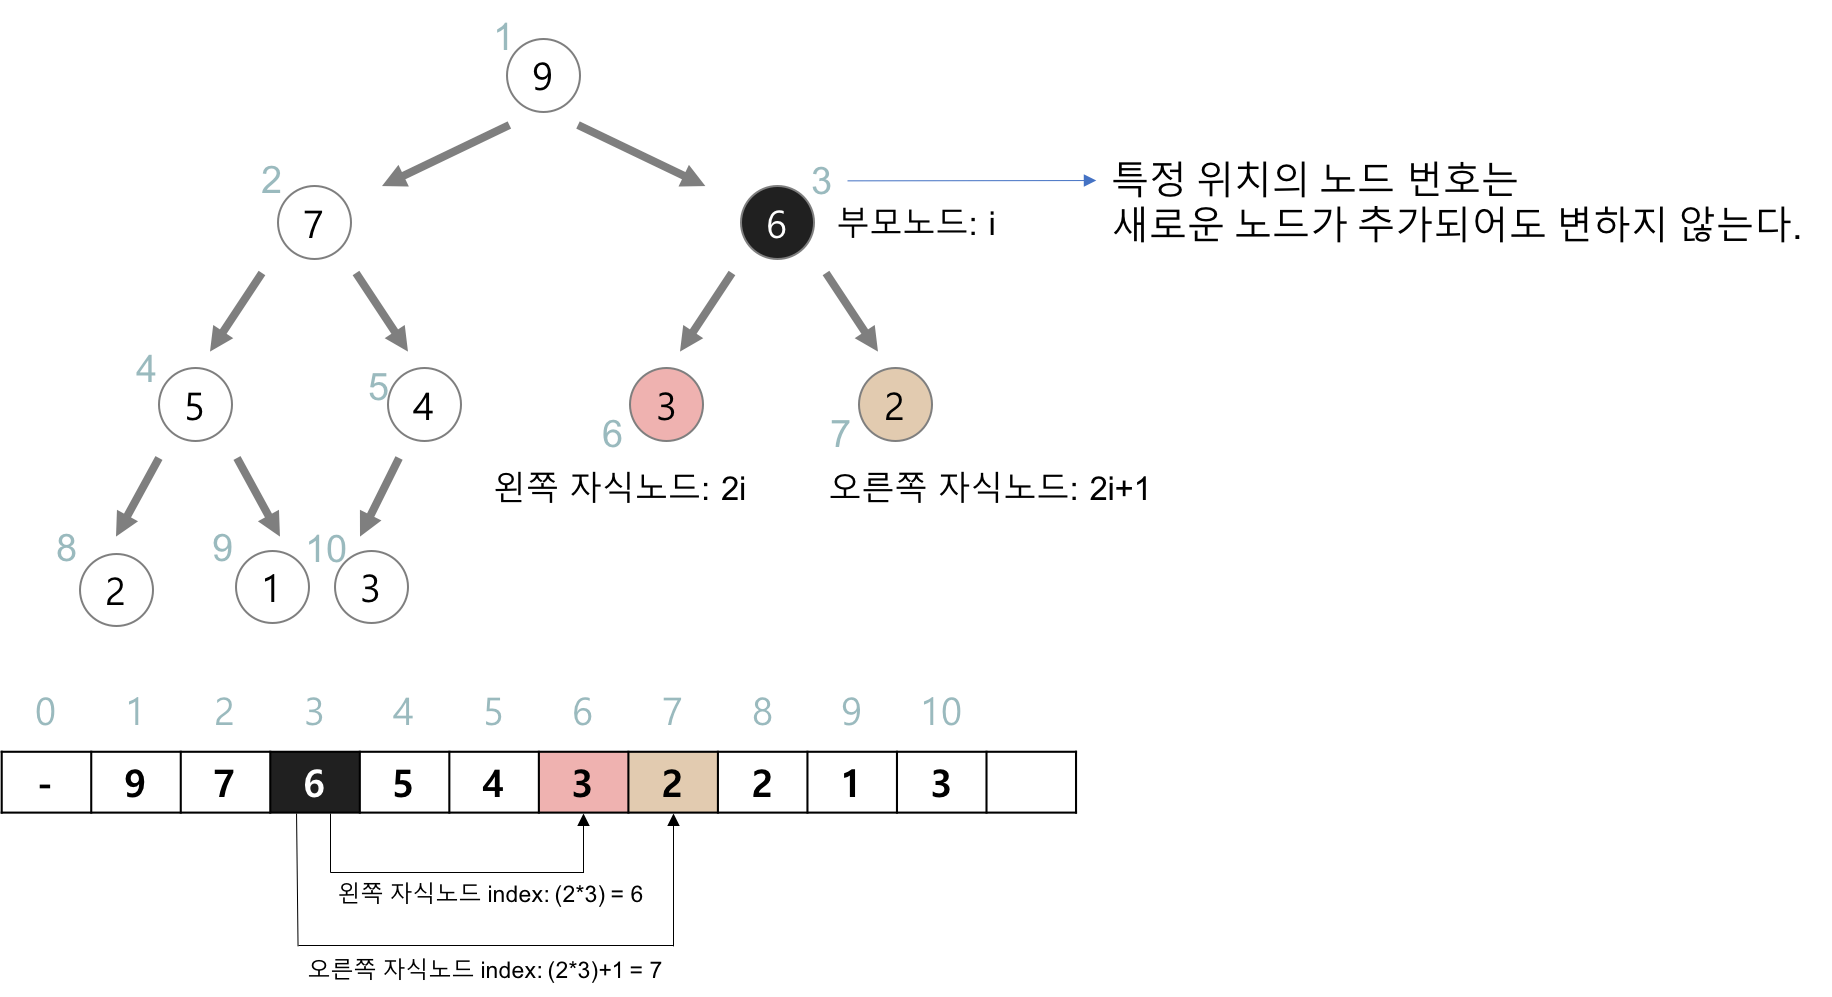 1
9
2
7
3
6
부모노드: i
특정 위치의 노드 번호는
새로운 노드가 추가되어도 변하지 않는다.
4
5
5
4
6
3
7
2
왼쪽 자식노드: 2i
오른쪽 자식노드: 2i+1
8
2
9
1
10
3
0 1 2 3 4 5 6 7 8 9 10
- 9 7 6 5 4 3 2 2 1 3
왼쪽 자식노드 index: (2*3) = 6
오른쪽 자식노드 index: (2*3)+1 = 7